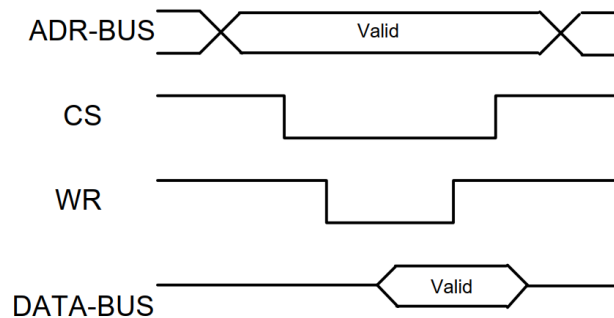 ADR-BUS
Valid
CS
WR
DATA-BUS
Valid